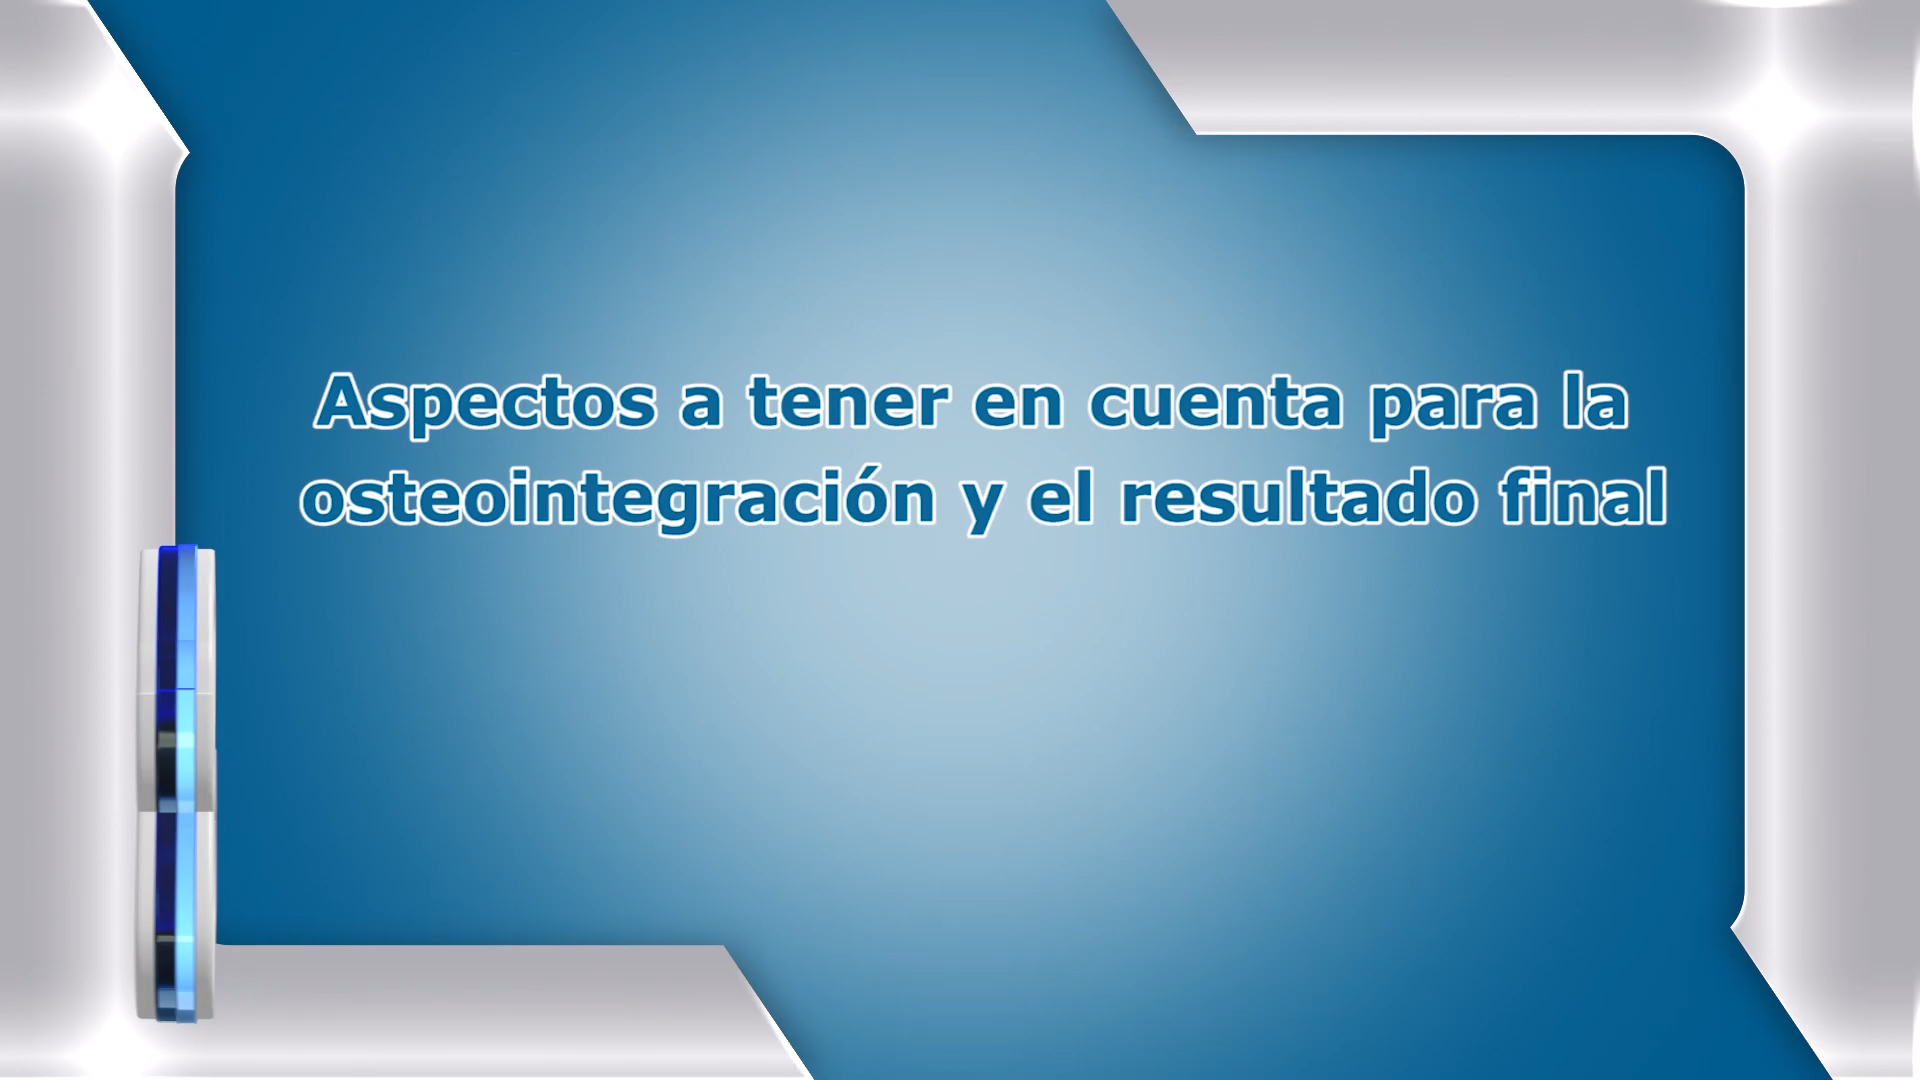 Aspectos a tener en cuenta para la
osteointegración y el resultado final